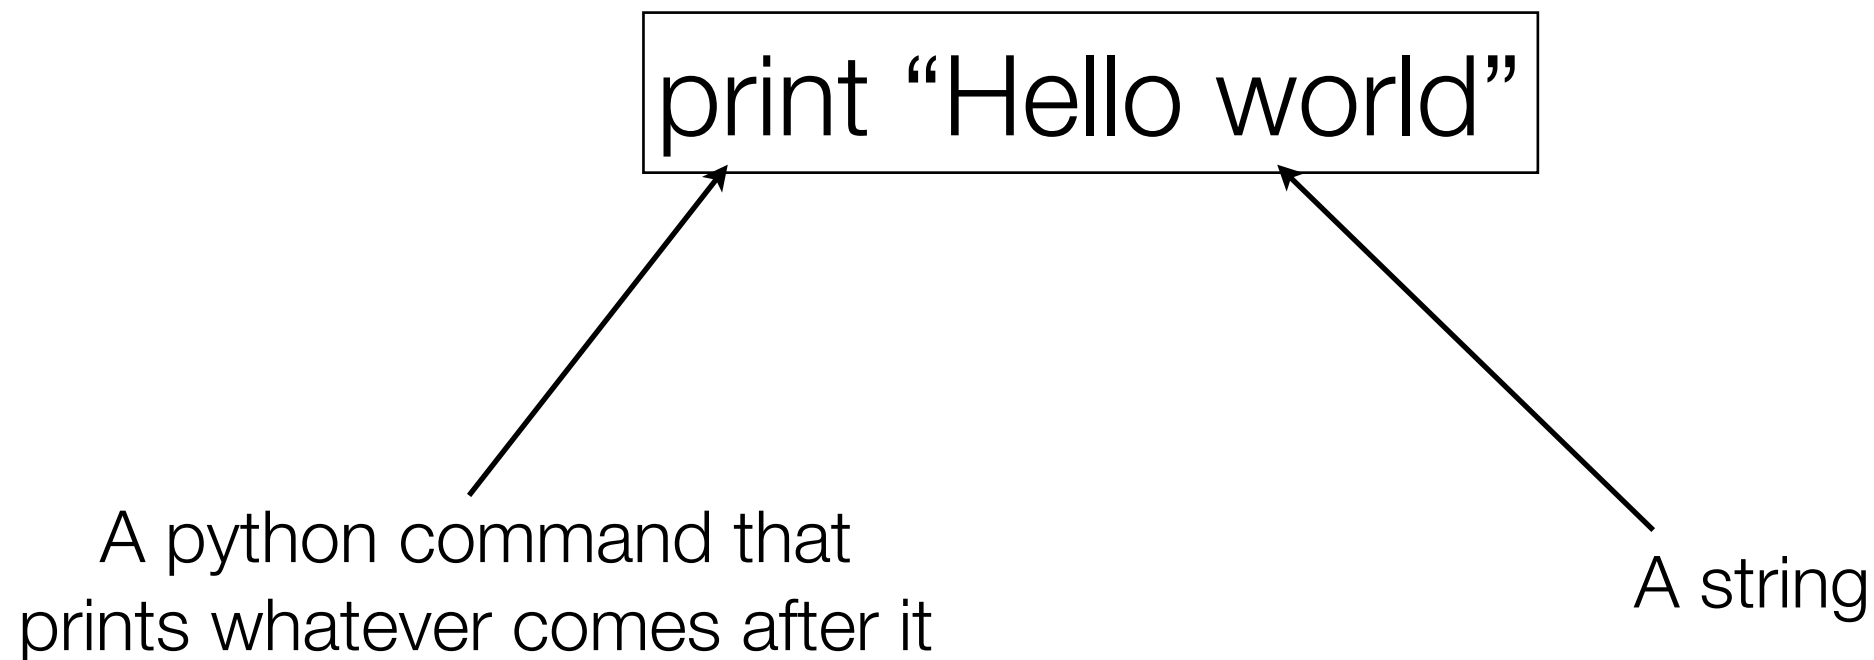 print “Hello world”
A python command that
prints whatever comes after it
A string